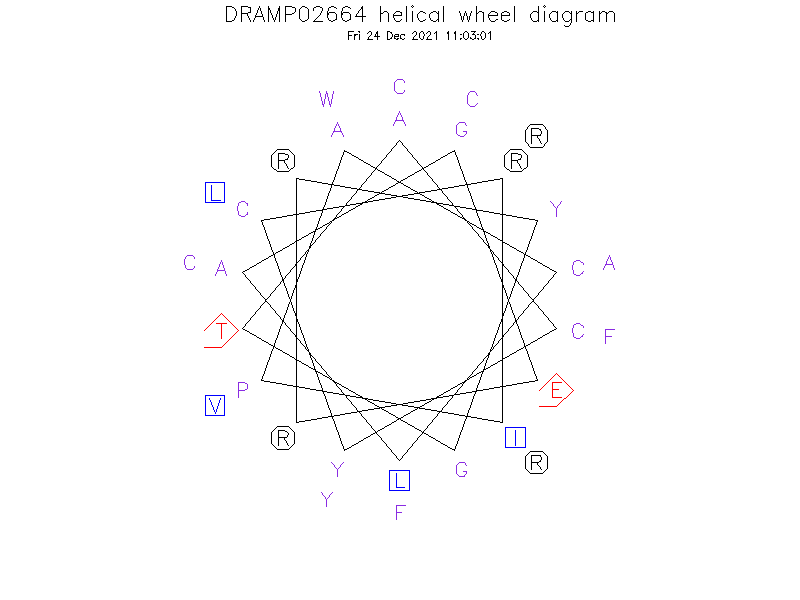 DRAMP02664 helical wheel diagram
Fri 24 Dec 2021 11:03:01
C
W C
A A G
R R R
L C Y
C A C A
T C F
P E
V
R I R
Y L G
Y F